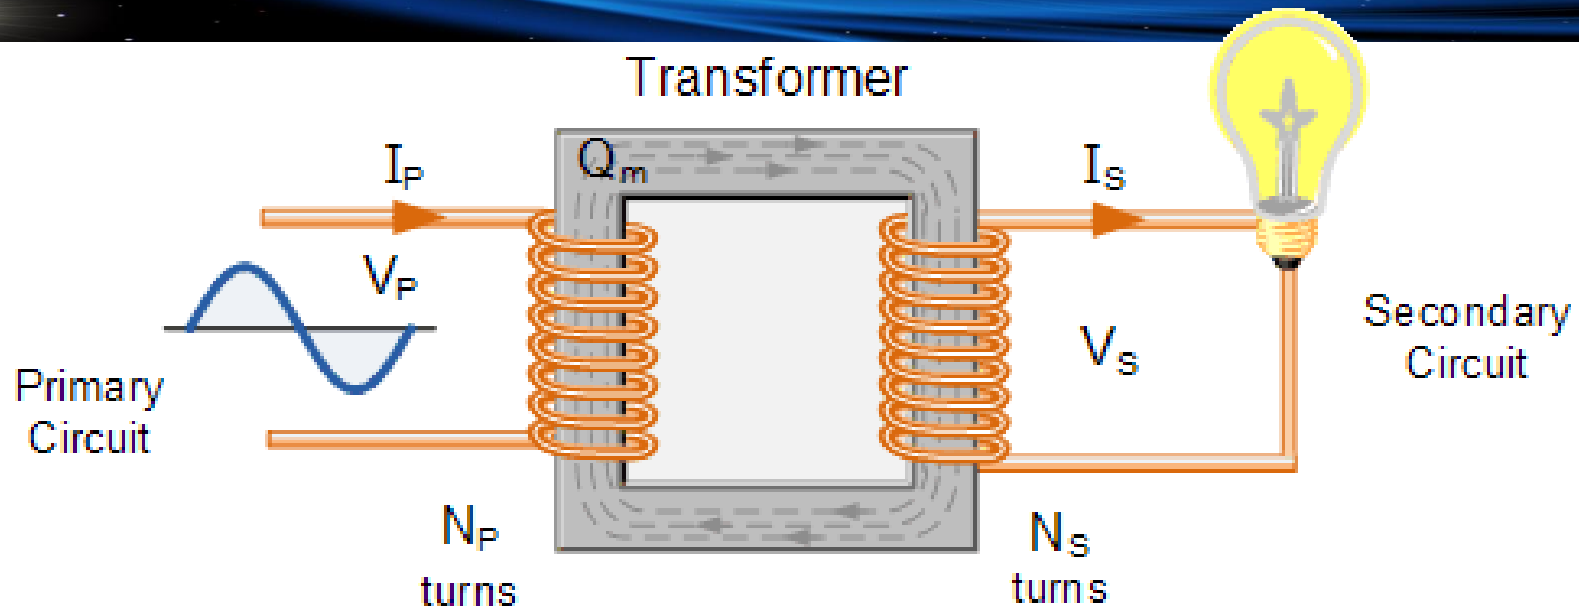 Transformer
Qm
IP
IS
VP
VS
Primary
Circuit
Secondary
Circuit
NP
turns
NS
turns